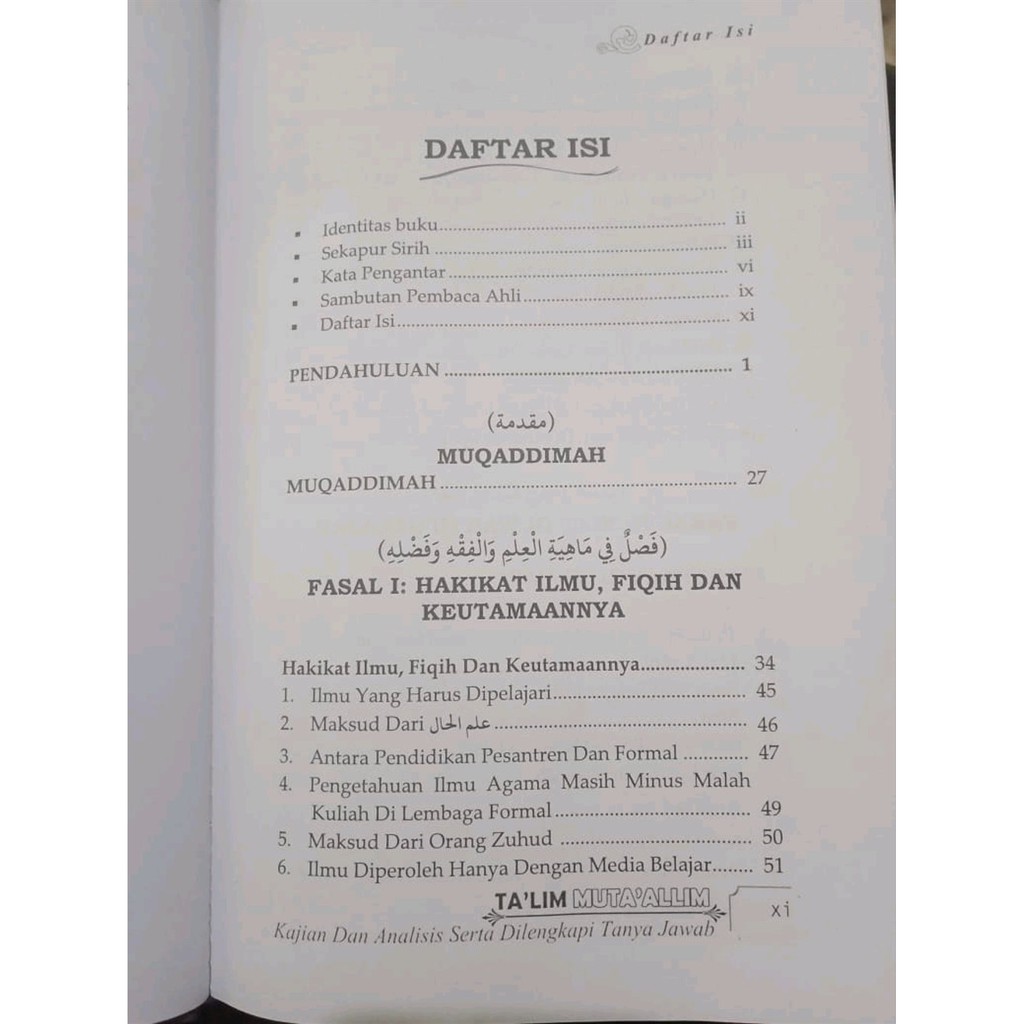 Daftar Isi
DAFTAR ISI
▪ Identitas buku........................................................ ii
▪ Sekapur Sirih ........................................................ iii
▪ Kata Pengantar ...................................................... vi
▪ Sambutan Pembaca Ahli........................................ ix
▪ Daftar Isi................................................................ xi
PENDAHULUAN ........................................................ 1
(مقدمة)
MUQADDIMAH
MUQADDIMAH ........................................................ 27
(فَصْلٌ فِي مَاهِيَةِ الْعِلْمِ وَالْفِقْهِ وَفَضْلِهِ)
FASAL I: HAKIKAT ILMU, FIQIH DAN
KEUTAMAANNYA
Hakikat Ilmu, Fiqih Dan Keutamaannya..................... 34
1. Ilmu Yang Harus Dipelajari...................................... 45
2. Maksud Dari علم الحال .................................................. 46
3. Antara Pendidikan Pesantren Dan Formal ............. 47
4. Pengetahuan Ilmu Agama Masih Minus Malah
Kuliah Di Lembaga Formal....................................... 49
5. Maksud Dari Orang Zuhud ...................................... 50
6. Ilmu Diperoleh Hanya Dengan Media Belajar........ 51
TA'LIM MUTA'ALLIM
Kajian Dan Analisis Serta Dilengkapi Tanya Jawab
xi